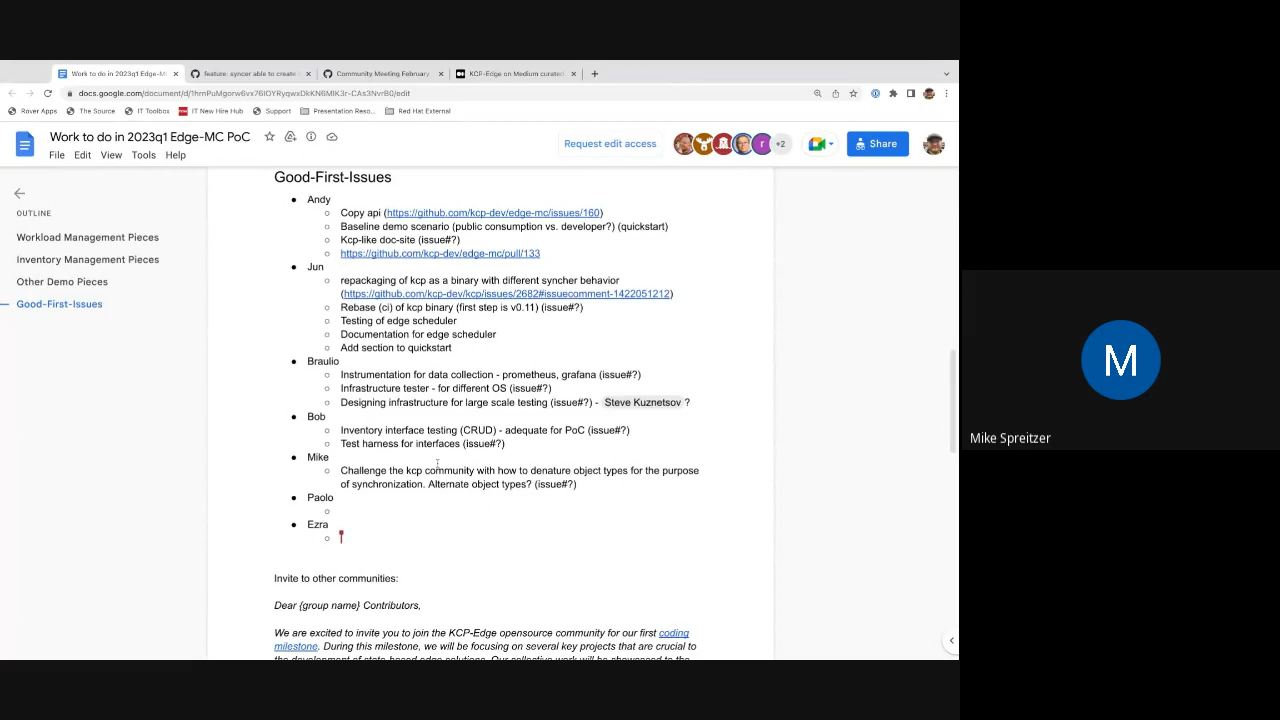 Work to do in 2023q1 Edge-M
feature: syncer able to create
Community Meeting February
KCP-Edge on Medium curated
docs.google.com/document/d/1hrnPuMgorw6vx76IOYRyqwxDkKN6MlK3r-CAs3NvrB0/edit
Rover Apps
The Source
IT Toolbox
IT New Hire Hub
Support
Presentation Reso...
Red Hat External
Work to do in 2023q1 Edge-MC PoC
File Edit View Tools Help
Request edit access
r
+2
Share
OUTLINE
Workload Management Pieces
Inventory Management Pieces
Other Demo Pieces
Good-First-Issues
Good-First-Issues
Andy
Copy api (https://github.com/kcp-dev/edge-mc/issues/160)
Baseline demo scenario (public consumption vs. developer?) (quickstart)
Kcp-like doc-site (issue#?)
https://github.com/kcp-dev/edge-mc/pull/133
Jun
repackaging of kcp as a binary with different syncher behavior
(https://github.com/kcp-dev/kcp/issues/2682#issuecomment-1422051212)
Rebase (ci) of kcp binary (first step is v0.11) (issue#?)
Testing of edge scheduler
Documentation for edge scheduler
Add section to quickstart
Braulio
Instrumentation for data collection - prometheus, grafana (issue#?)
Infrastructure tester - for different OS (issue#?)
Designing infrastructure for large scale testing (issue#?) - Steve Kuznetsov ?
Bob
Inventory interface testing (CRUD) - adequate for PoC (issue#?)
Test harness for interfaces (issue#?)
Mike
Challenge the kcp community with how to denature object types for the purpose
of synchronization. Alternate object types? (issue#?)
Paolo
Ezra
Invite to other communities:
Dear {group name} Contributors,
We are excited to invite you to join the KCP-Edge opensource community for our first coding
milestone. During this milestone, we will be focusing on several key projects that are crucial to
M
Mike Spreitzer